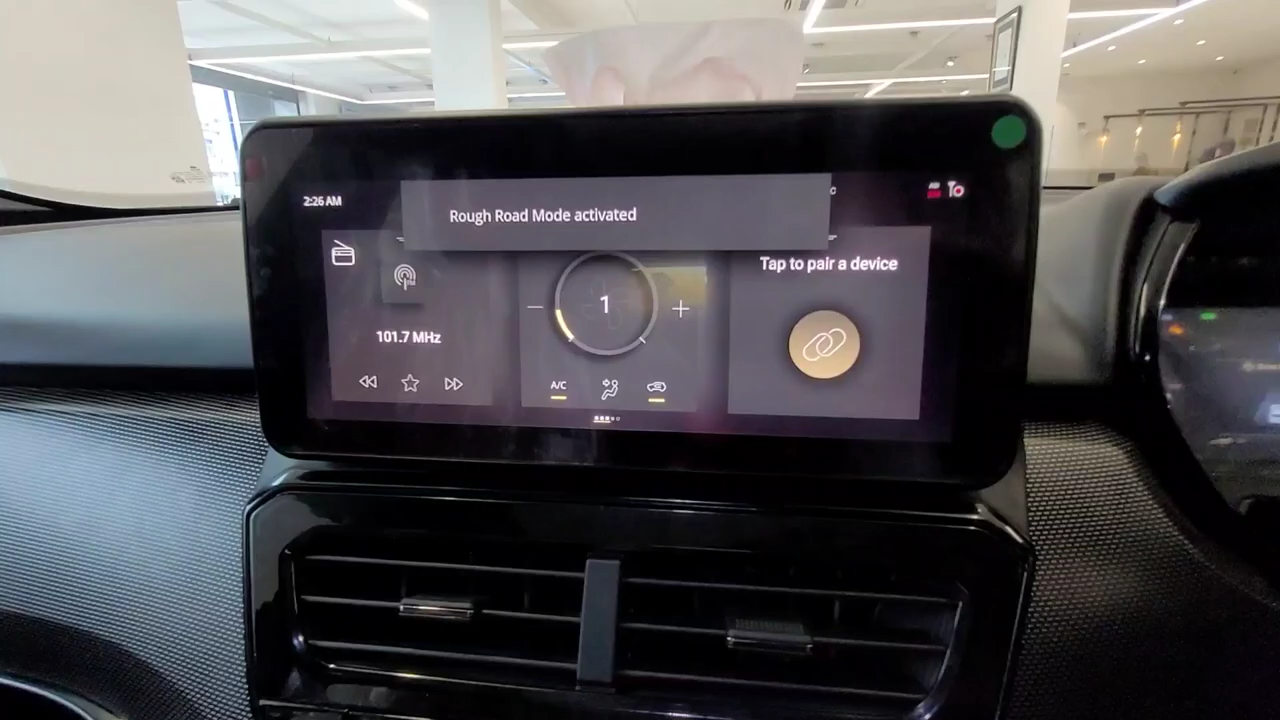 2:26 AM
Rough Road Mode activated
Tap to pair a device
1
101.7 MHz
A/C